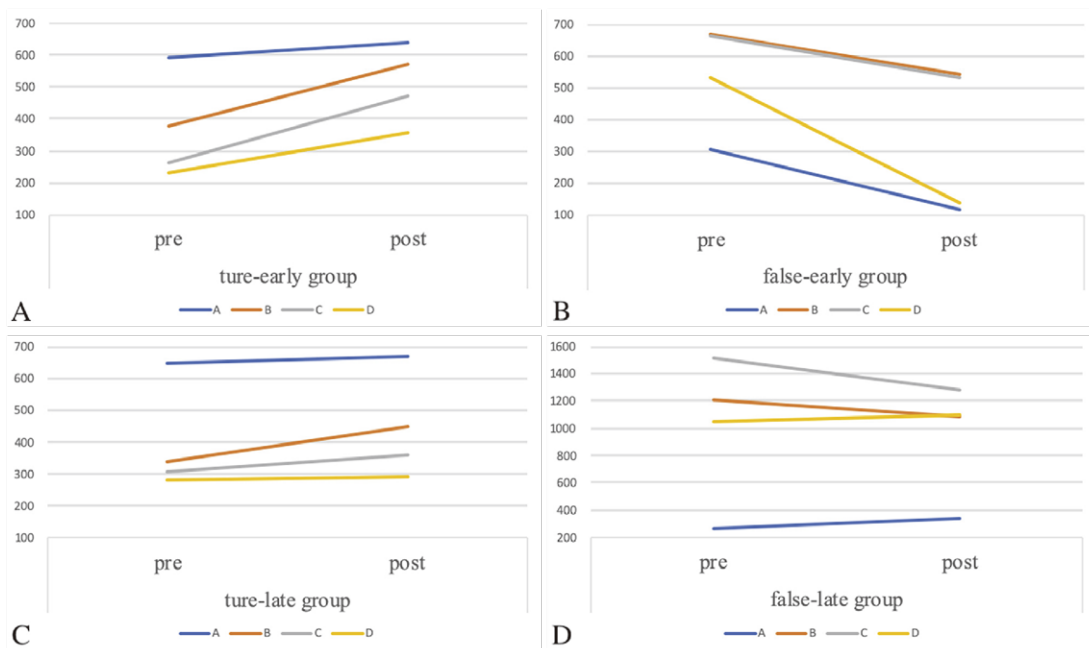 700
600
500
400
300
200
100
pre post
ture-early group
A B C D
A
700
600
500
400
300
200
100
pre post
false-early group
A B C D
B
700
600
500
400
300
200
100
pre post
ture-late group
A B C D
C
1600
1400
1200
1000
800
600
400
200
pre post
false-late group
A B C D
D